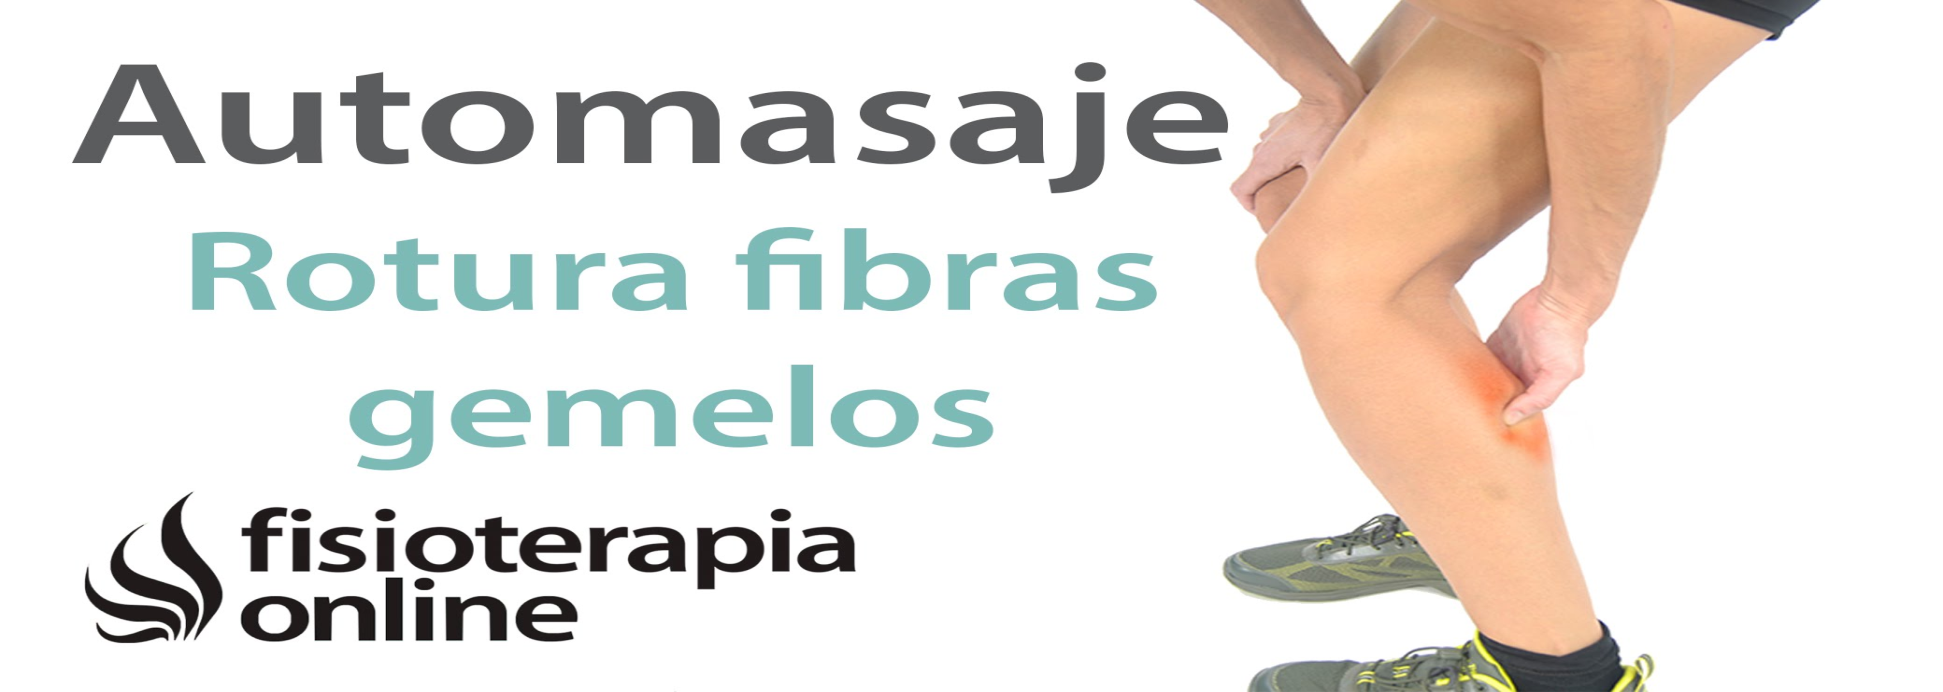 Automasaje
Rotura fibras
gemelos
fisioterapia
online